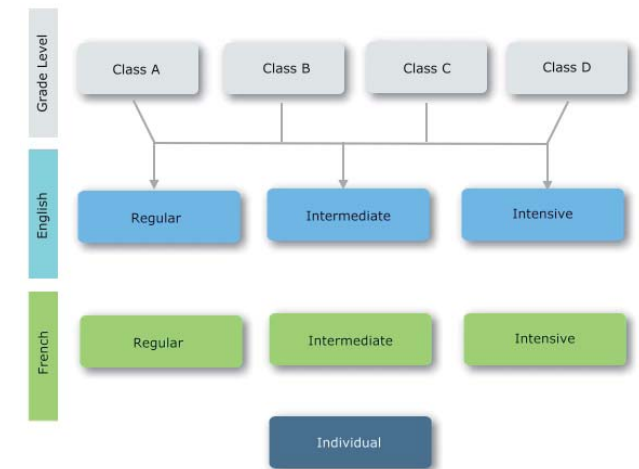 Grade Level
Class A
Class B
Class C
Class D
English
Regular
Intermediate
Intensive
French
Regular
Intermediate
Intensive
Individual